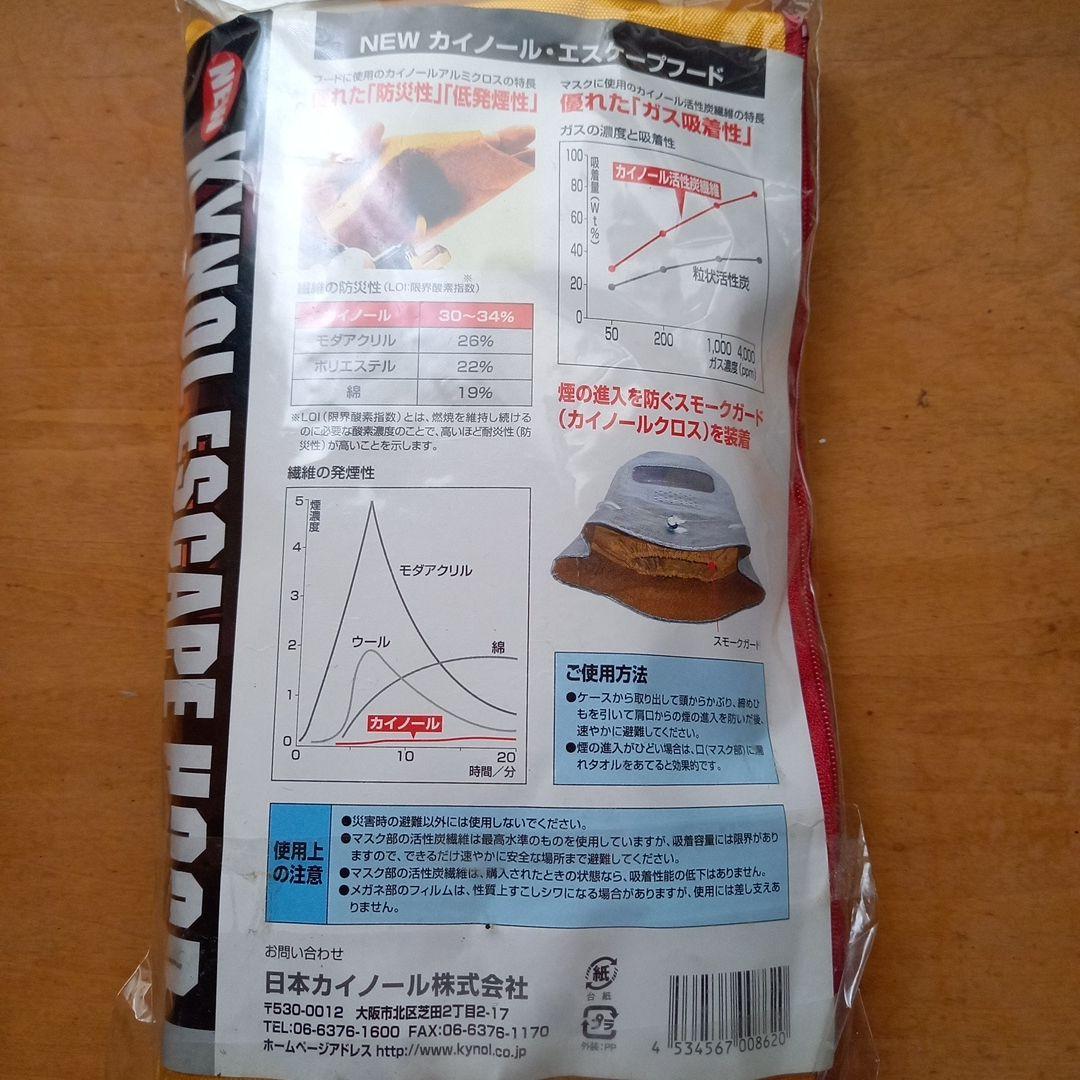 NEW カイノール・エスケープフード
NEW
KYNOL ESCAPE HOOD
フードに使用のカイノールアルミクロスの特長
優れた「防災性」「低発煙性」
繊維の防災性(LOI:限界酸素指数)※
カイノール 30〜34%
モダアクリル 26%
ポリエステル 22%
綿 19%
※LOI(限界酸素指数)とは、燃焼を維持し続ける
のに必要な酸素濃度のことで、高いほど耐炎性(防
災性)が高いことを示します。
繊維の発煙性
煙濃度
5
4
3
2
1
0
モダアクリル
ウール
綿
カイノール
0 10 20
時間/分
マスクに使用のカイノール活性炭繊維の特長
優れた「ガス吸着性」
ガスの濃度と吸着性
吸着量(Wt%)
100
80
60
40
20
0
カイノール活性炭繊維
粒状活性炭
50 200 1,000 4,000
ガス濃度(ppm)
煙の進入を防ぐスモークガード
(カイノールクロス)を装着
スモークガード
ご使用方法
●ケースから取り出して頭からかぶり、締めひ
もを引いて肩口からの煙の進入を防いだ後、
速やかに避難してください。
●煙の進入がひどい場合は、口(マスク部)に濡
れタオルをあてると効果的です。
使用上
の注意
●災害時の避難以外には使用しないでください。
●マスク部の活性炭繊維は最高水準のものを使用していますが、吸着容量には限界があり
ますので、できるだけ速やかに安全な場所まで避難してください。
●マスク部の活性炭繊維は、購入されたときの状態なら、吸着性能の低下はありません。
●メガネ部のフィルムは、性質上すこしシワになる場合がありますが、使用には差し支えあ
りません。
お問い合わせ
日本カイノール株式会社
〒530-0012 大阪市北区芝田2丁目2-17
TEL:06-6376-1600 FAX:06-6376-1170
ホームページアドレス http://www.kynol.co.jp
紙
台紙
プラ
外装:PP
4 534567 008620